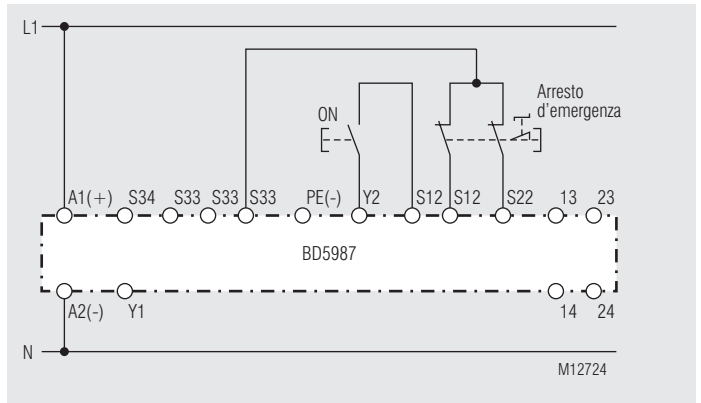 L1
Arresto
d'emergenza
ON
A1(+) S34 S33 S33 S33 PE(-) Y2 S12 S12 S22 13 23
BD5987
A2(-) Y1 14 24
N
M12724